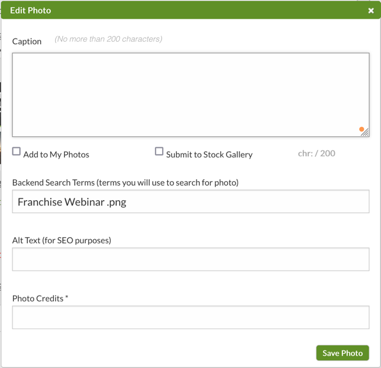 Edit Photo
Caption (No more than 200 characters)
Add to My Photos Submit to Stock Gallery chr: / 200
Backend Search Terms (terms you will use to search for photo)
Franchise Webinar .png
Alt Text (for SEO purposes)
Photo Credits *
Save Photo